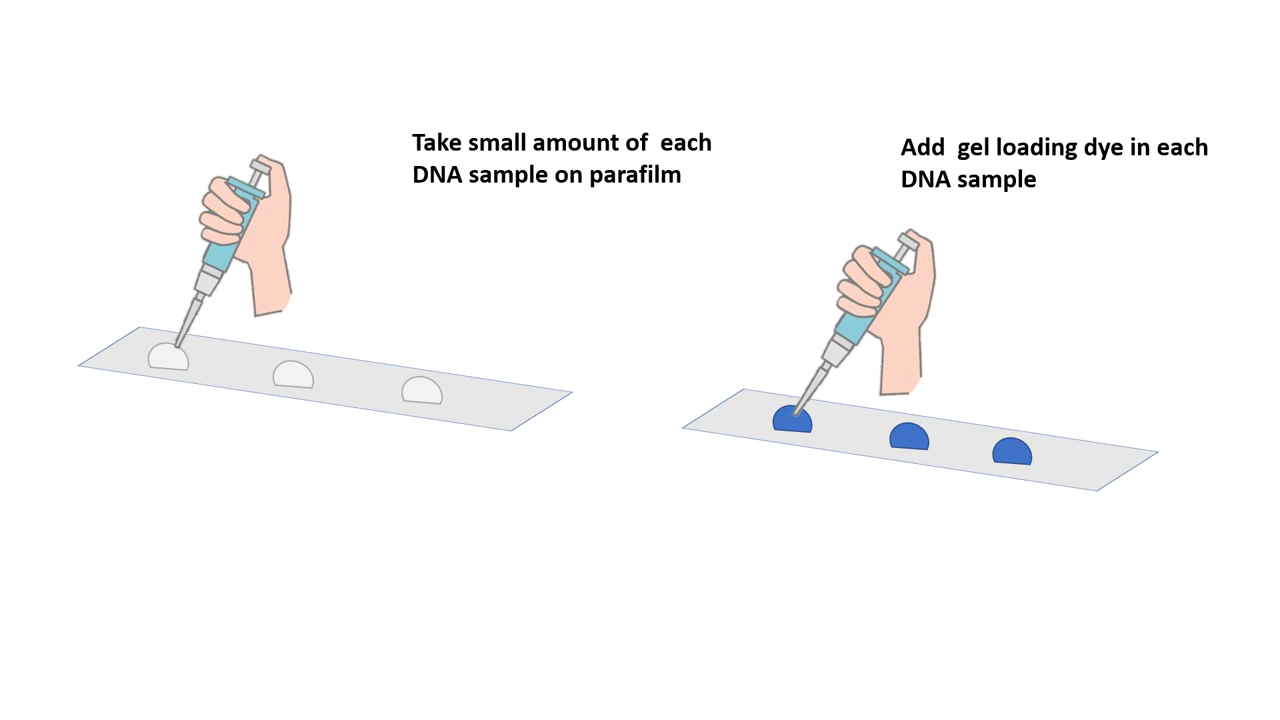 Take small amount of  each
DNA sample on parafilm
Add  gel loading dye in each
DNA sample